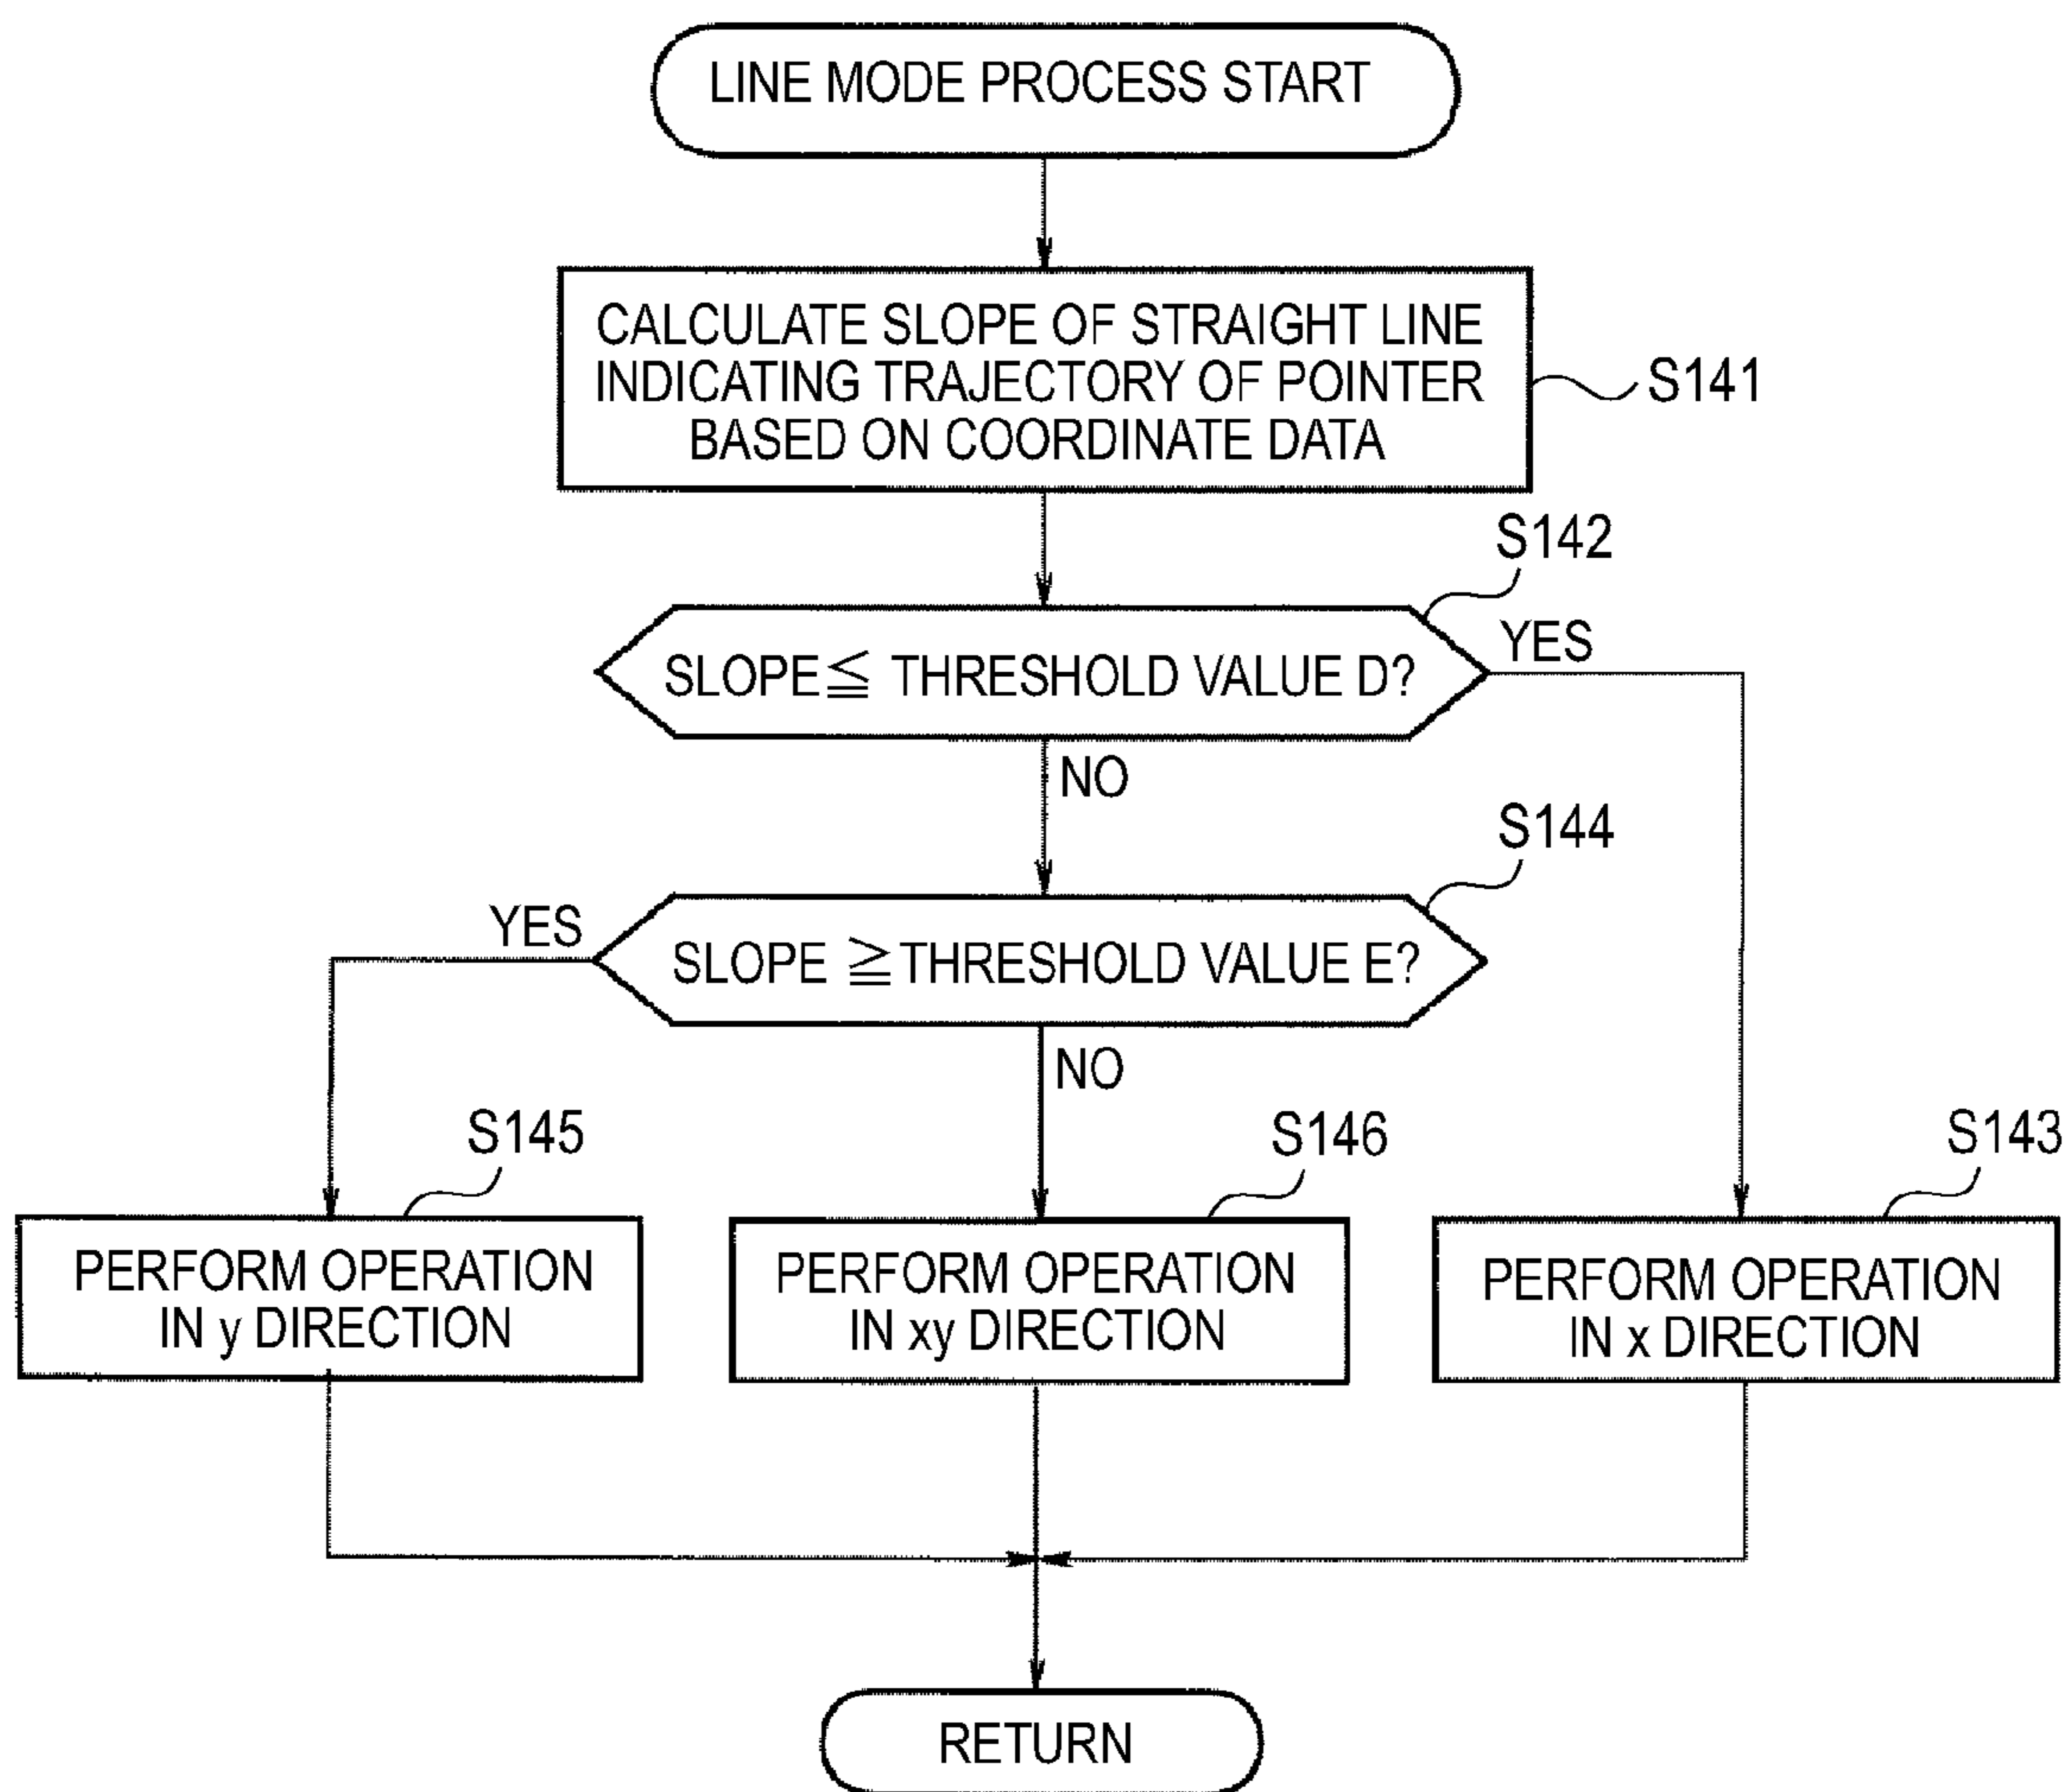 LINE MODE PROCESS START
CALCULATE SLOPE OF STRAIGHT LINE
INDICATING TRAJECTORY OF POINTER
BASED ON COORDINATE DATA
S141
S142
SLOPE≦ THRESHOLD VALUE D?
YES
NO
S144
YES
SLOPE ≧THRESHOLD VALUE E?
NO
S145
S146
S143
PERFORM OPERATION
IN y DIRECTION
PERFORM OPERATION
IN xy DIRECTION
PERFORM OPERATION
IN x DIRECTION
RETURN